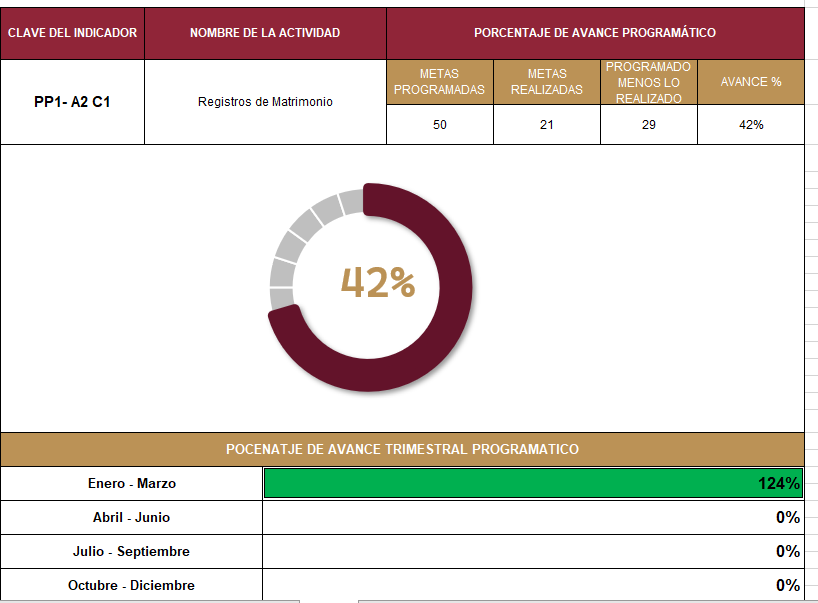 CLAVE DEL INDICADOR
NOMBRE DE LA ACTIVIDAD
PORCENTAJE DE AVANCE PROGRAMÁTICO
PP1- A2 C1
Registros de Matrimonio
METAS
PROGRAMADAS
METAS
REALIZADAS
PROGRAMADO
MENOS LO
REALIZADO
AVANCE %
50
21
29
42%
42%
POCENATJE DE AVANCE TRIMESTRAL PROGRAMATICO
Enero - Marzo
124%
Abril - Junio
0%
Julio - Septiembre
0%
Octubre - Diciembre
0%